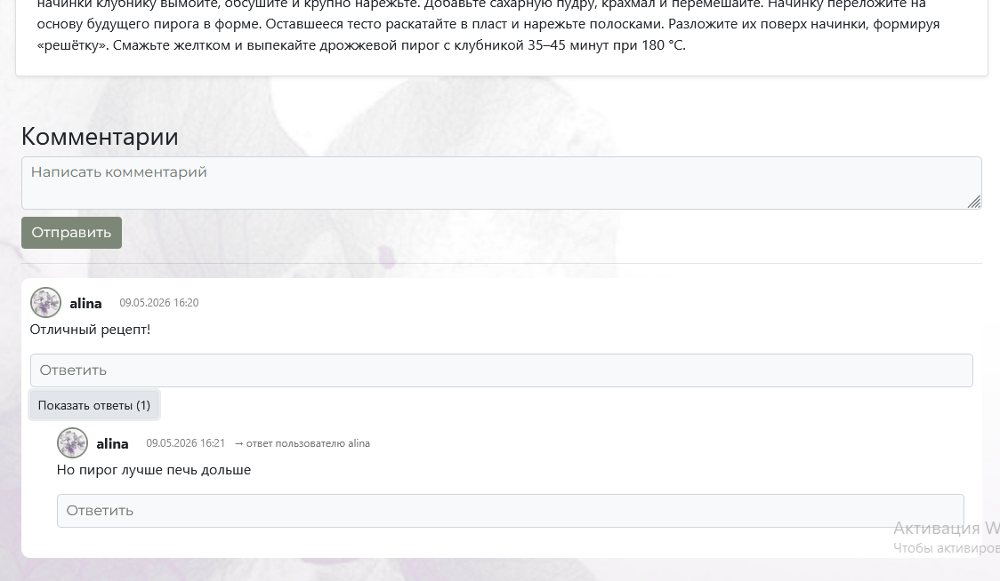 начинки клубнику вымойте, обсушите и крупно нарежьте. Добавьте сахарную пудру, крахмал и перемешайте. Начинку переложите на
основу будущего пирога в форме. Оставшееся тесто раскатайте в пласт и нарежьте полосками. Разложите их поверх начинки, формируя
«решётку». Смажьте желтком и выпекайте дрожжевой пирог с клубникой 35–45 минут при 180 °C.
Комментарии
Написать комментарий
Отправить
alina 09.05.2026 16:20
Отличный рецепт!
Ответить
Показать ответы (1)
alina 09.05.2026 16:21 → ответ пользователю alina
Но пирог лучше печь дольше
Ответить
Активация W
Чтобы активиров